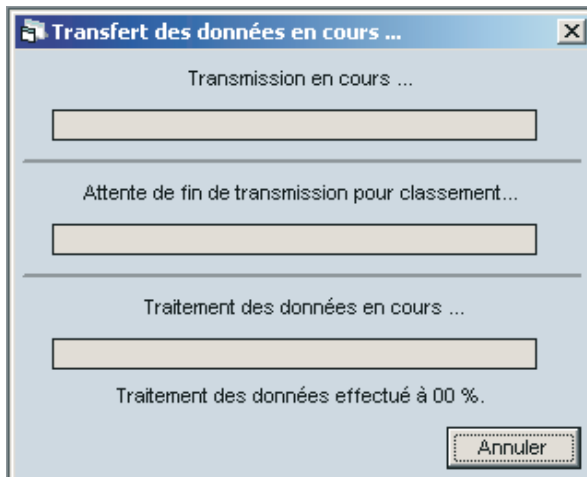 Transfert des données en cours ...
Transmission en cours ...
Attente de fin de transmission pour classement...
Traitement des données en cours ...
Traitement des données effectué à 00 %.
Annuler